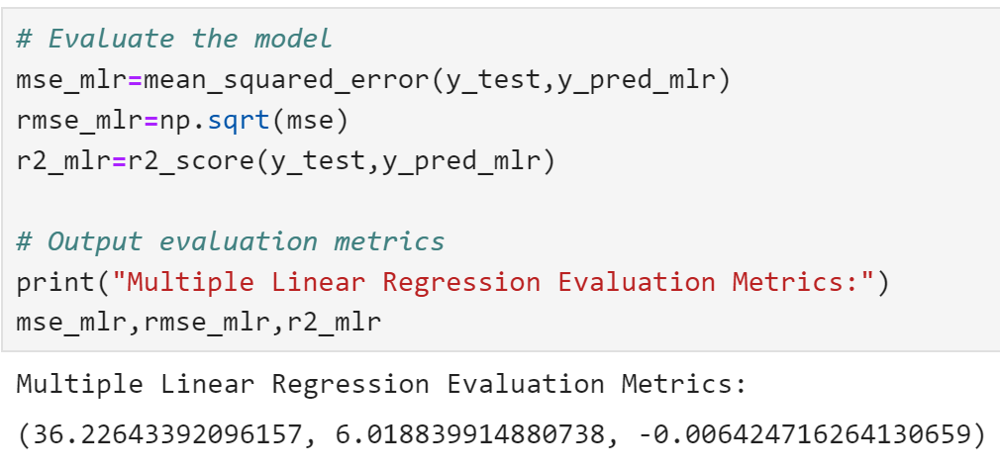 # Evaluate the model
mse_mlr=mean_squared_error(y_test,y_pred_mlr)
rmse_mlr=np.sqrt(mse)
r2_mlr=r2_score(y_test,y_pred_mlr)
# Output evaluation metrics
print("Multiple Linear Regression Evaluation Metrics:")
mse_mlr,rmse_mlr,r2_mlr
Multiple Linear Regression Evaluation Metrics:
(36.22643392096157, 6.018839914880738, -0.006424716264130659)